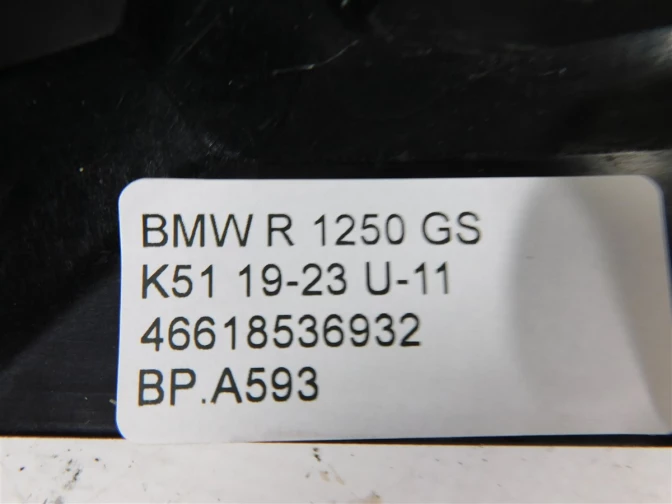 BMW R 1250 GS
K51 19-23 U-11
46618536932
BP.A593